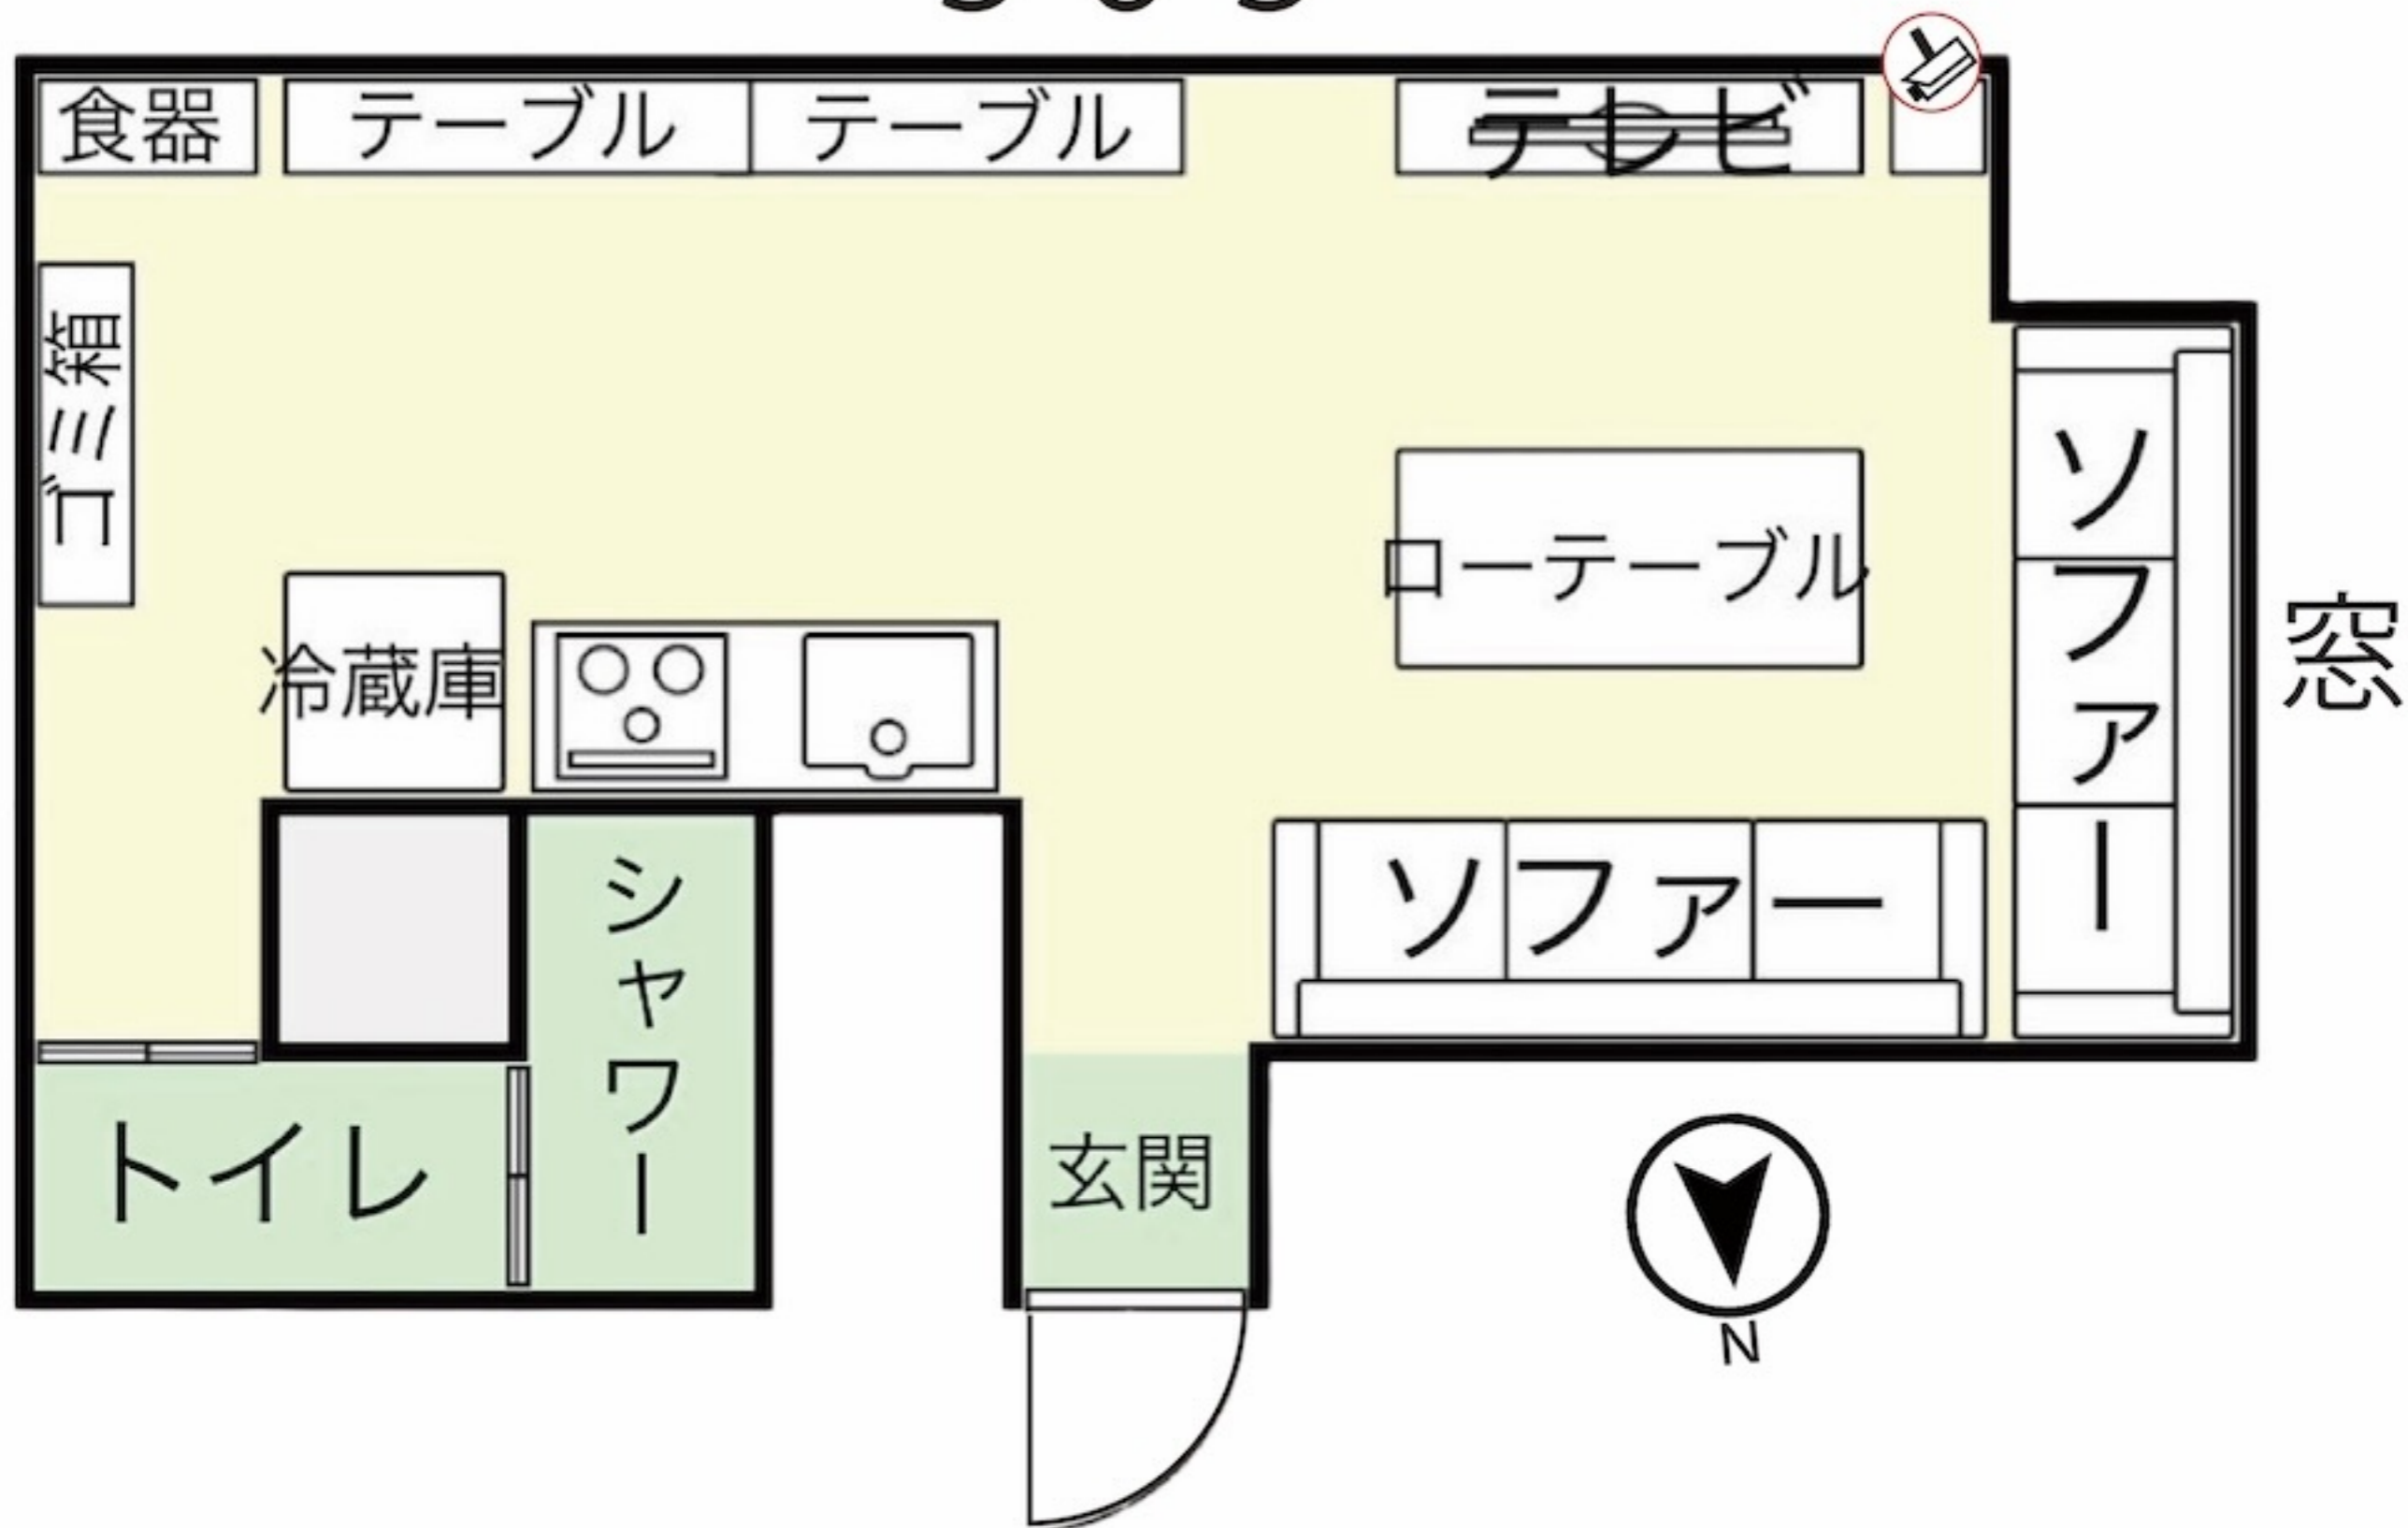 食器
テーブル
テーブル
テレビ
ゴミ箱
冷蔵庫
ローテーブル
ソファー
窓
ソファー
シャワー
トイレ
玄関
N